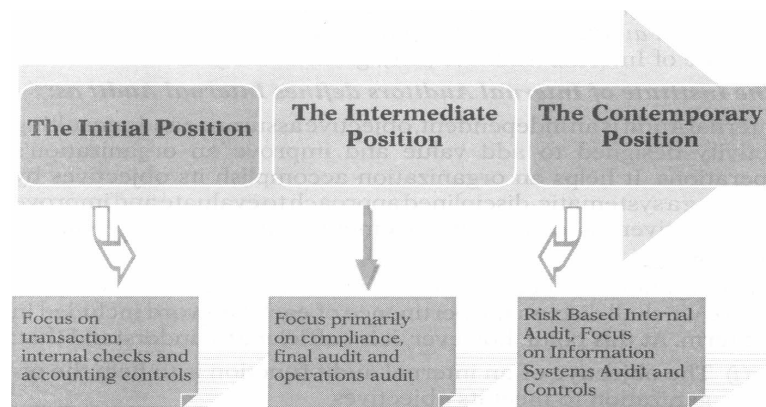 The Initial Position
The Intermediate
Position
The Contemporary
Position
Focus on
transaction,
internal checks and
accounting controls
Focus primarily
on compliance,
final audit and
operations audit
Risk Based Internal
Audit, Focus
on Information
Systems Audit and
Controls